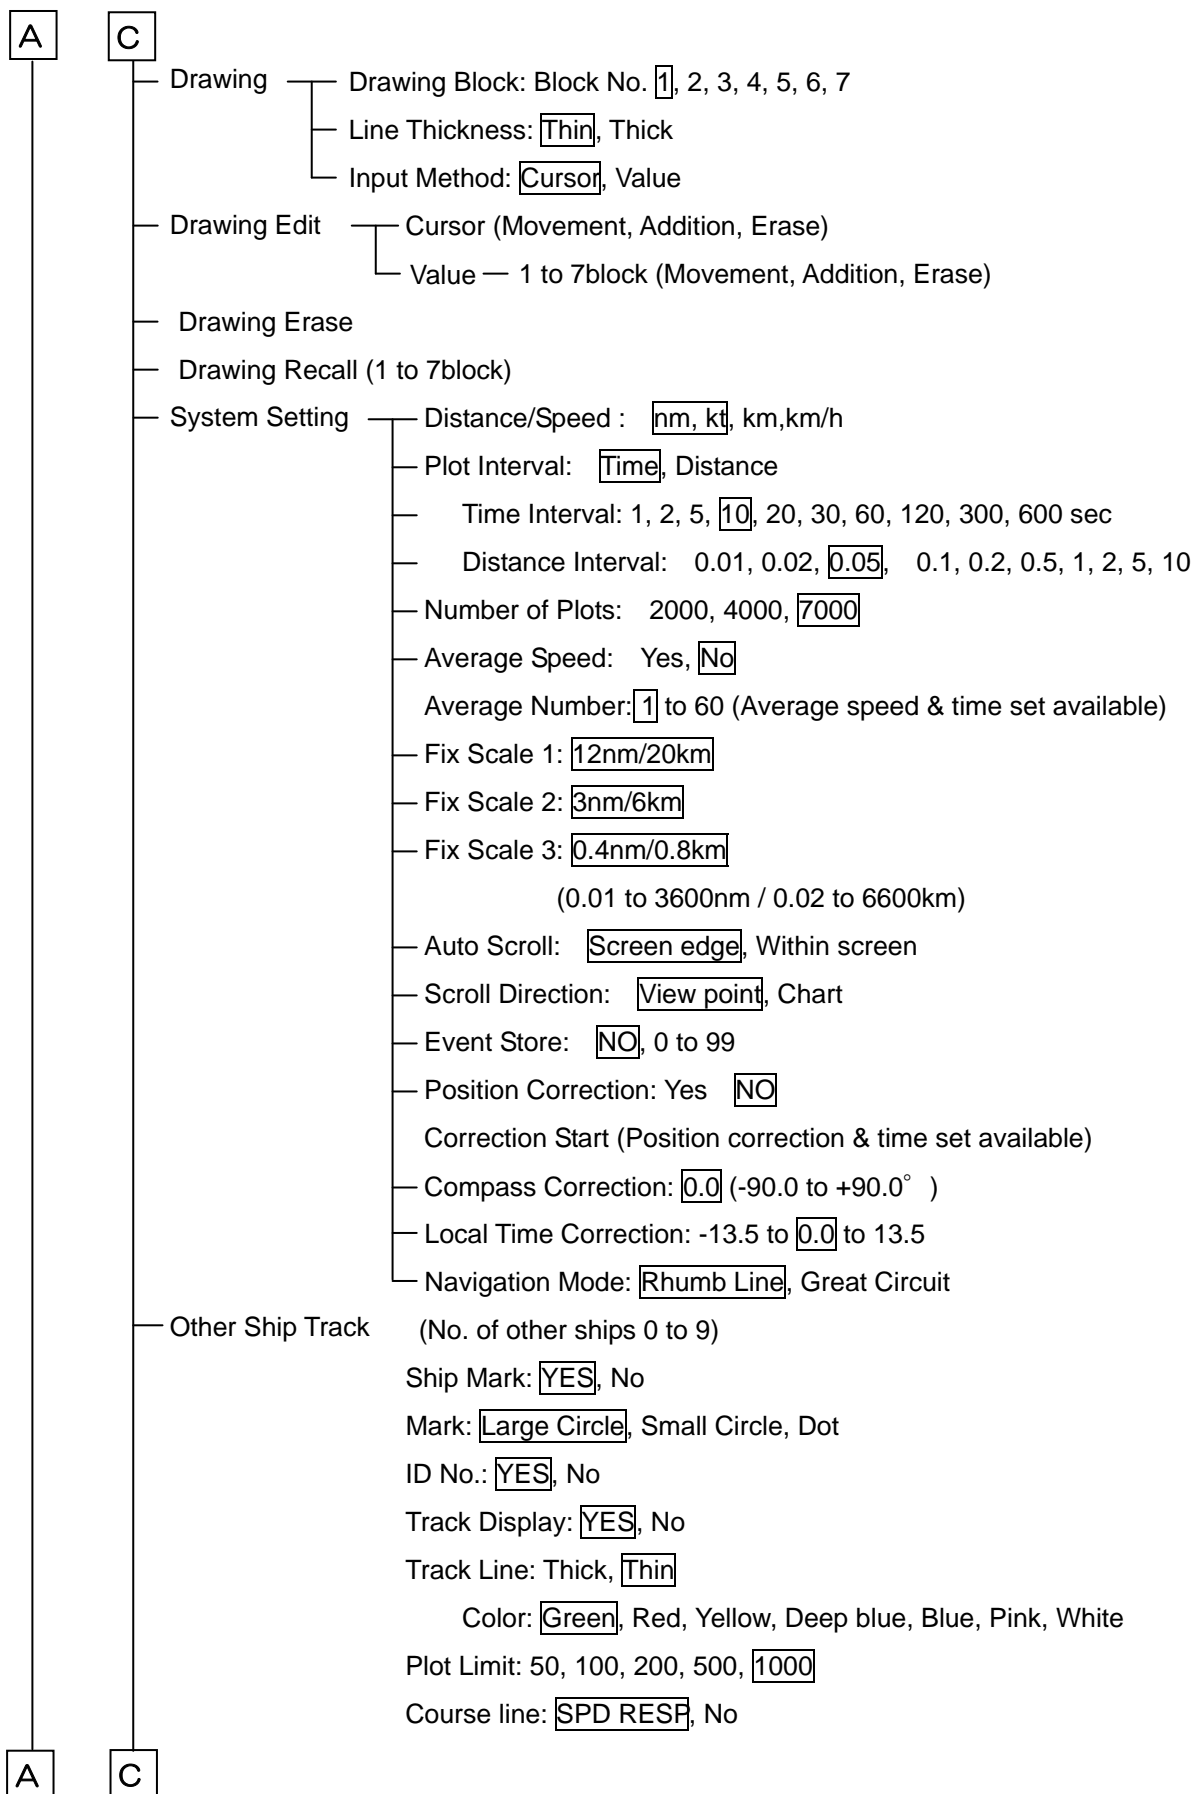 A C
Drawing Drawing Block: Block No. 1, 2, 3, 4, 5, 6, 7
Line Thickness: Thin, Thick
Input Method: Cursor, Value
Drawing Edit Cursor (Movement, Addition, Erase)
Value 1 to 7block (Movement, Addition, Erase)
Drawing Erase
Drawing Recall (1 to 7block)
System Setting Distance/Speed : nm, kt, km,km/h
Plot Interval: Time, Distance
Time Interval: 1, 2, 5, 10, 20, 30, 60, 120, 300, 600 sec
Distance Interval: 0.01, 0.02, 0.05, 0.1, 0.2, 0.5, 1, 2, 5, 10
Number of Plots: 2000, 4000, 7000
Average Speed: Yes, No
Average Number: 1 to 60 (Average speed & time set available)
Fix Scale 1: 12nm/20km
Fix Scale 2: 3nm/6km
Fix Scale 3: 0.4nm/0.8km
(0.01 to 3600nm / 0.02 to 6600km)
Auto Scroll: Screen edge, Within screen
Scroll Direction: View point, Chart
Event Store: NO, 0 to 99
Position Correction: Yes NO
Correction Start (Position correction & time set available)
Compass Correction: 0.0 (-90.0 to +90.0° )
Local Time Correction: -13.5 to 0.0 to 13.5
Navigation Mode: Rhumb Line, Great Circuit
Other Ship Track (No. of other ships 0 to 9)
Ship Mark: YES, No
Mark: Large Circle, Small Circle, Dot
ID No.: YES, No
Track Display: YES, No
Track Line: Thick, Thin
Color: Green, Red, Yellow, Deep blue, Blue, Pink, White
Plot Limit: 50, 100, 200, 500, 1000
Course line: SPD RESP, No
A C